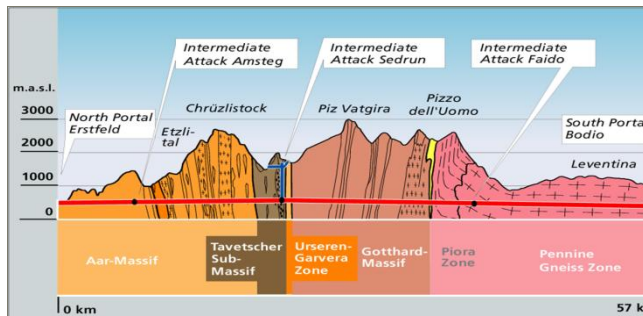 Intermediate
Attack Amsteg
Intermediate
Attack Sedrun
Intermediate
Attack Faido
m.a.s.l.
3000
2000
1000
0
North Portal
Erstfeld
Etzli-
tal
Chrüzlistock
Piz Vatgira
Pizzo
dell'Uomo
South Porta
Bodio
Leventina
Aar-Massif
Tavetscher
Sub-
Massif
Urseren-
Garvera
Zone
Gotthard-
Massif
Piora
Zone
Pennine
Gneiss Zone
0 km
57 k